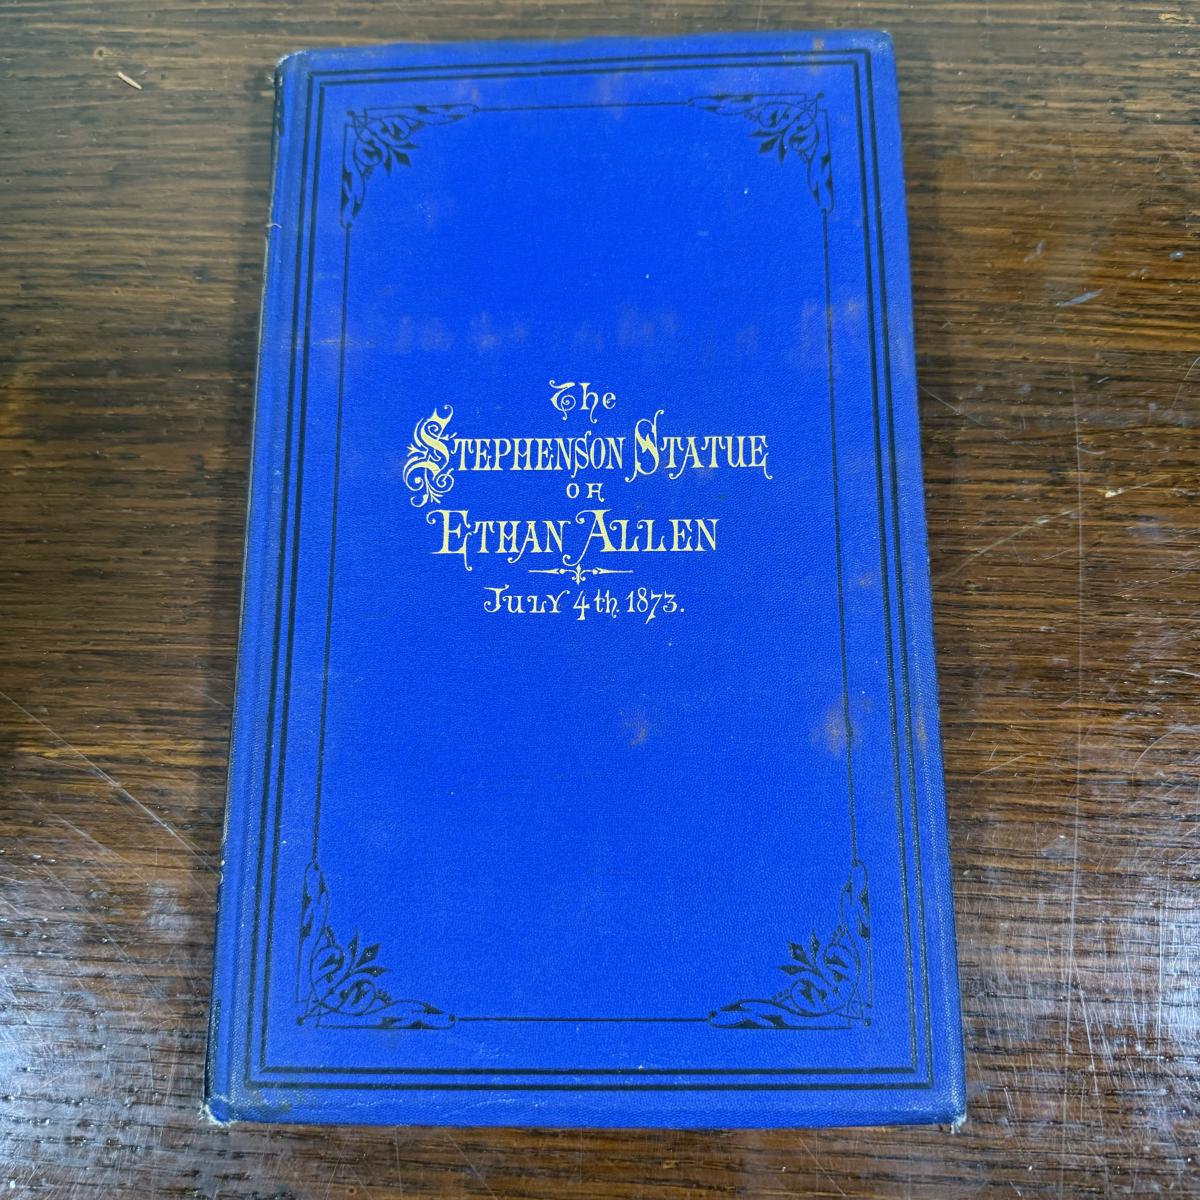 The
STEPHENSON STATUE
OF
ETHAN ALLEN
JULY 4th. 1873.